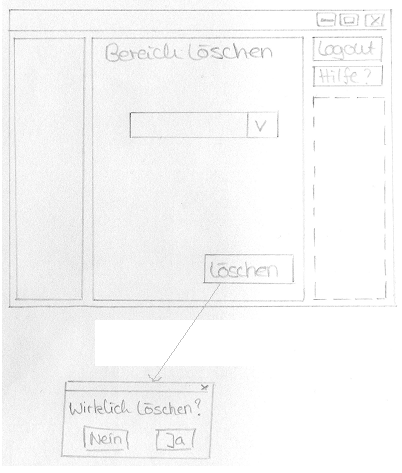 Bereich Löschen
Logout
Hilfe?
V
Löschen
Wirklich Löschen?
Nein
Ja